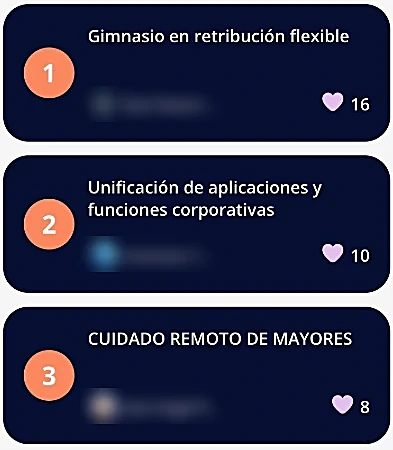 Gimnasio en retribución flexible
1
16
Unificación de aplicaciones y
funciones corporativas
2
10
CUIDADO REMOTO DE MAYORES
3
8